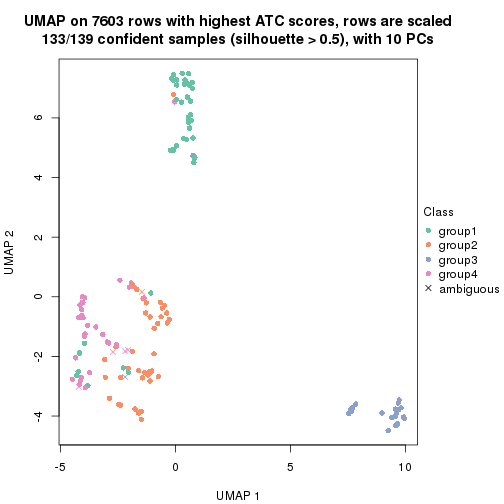 UMAP on 7603 rows with highest ATC scores, rows are scaled
133/139 confident samples (silhouette > 0.5), with 10 PCs
6
4
2
0
-2
-4
UMAP 2
-5
0
5
10
UMAP 1
Class
group1
group2
group3
group4
ambiguous